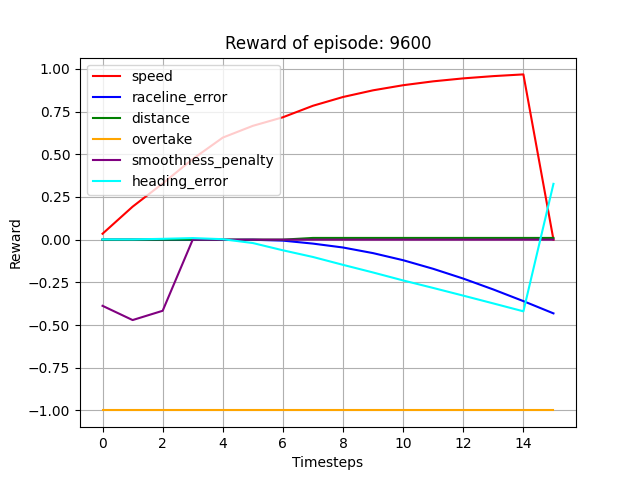 Reward of episode: 9600
1.00
0.75
0.50
0.25
0.00
−0.25
−0.50
−0.75
−1.00
Reward
speed
raceline_error
distance
overtake
smoothness_penalty
heading_error
0 2 4 6 8 10 12 14
Timesteps